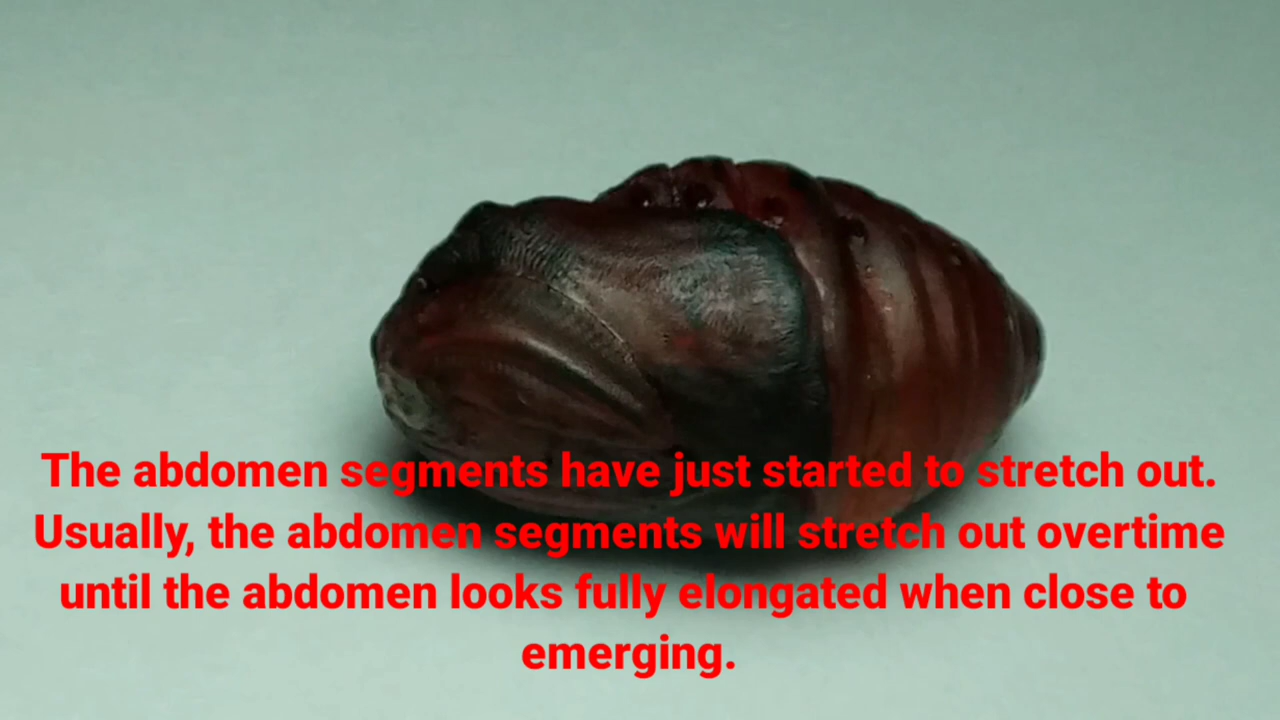 The abdomen segments have just started to stretch out.
Usually, the abdomen segments will stretch out overtime
until the abdomen looks fully elongated when close to
emerging.